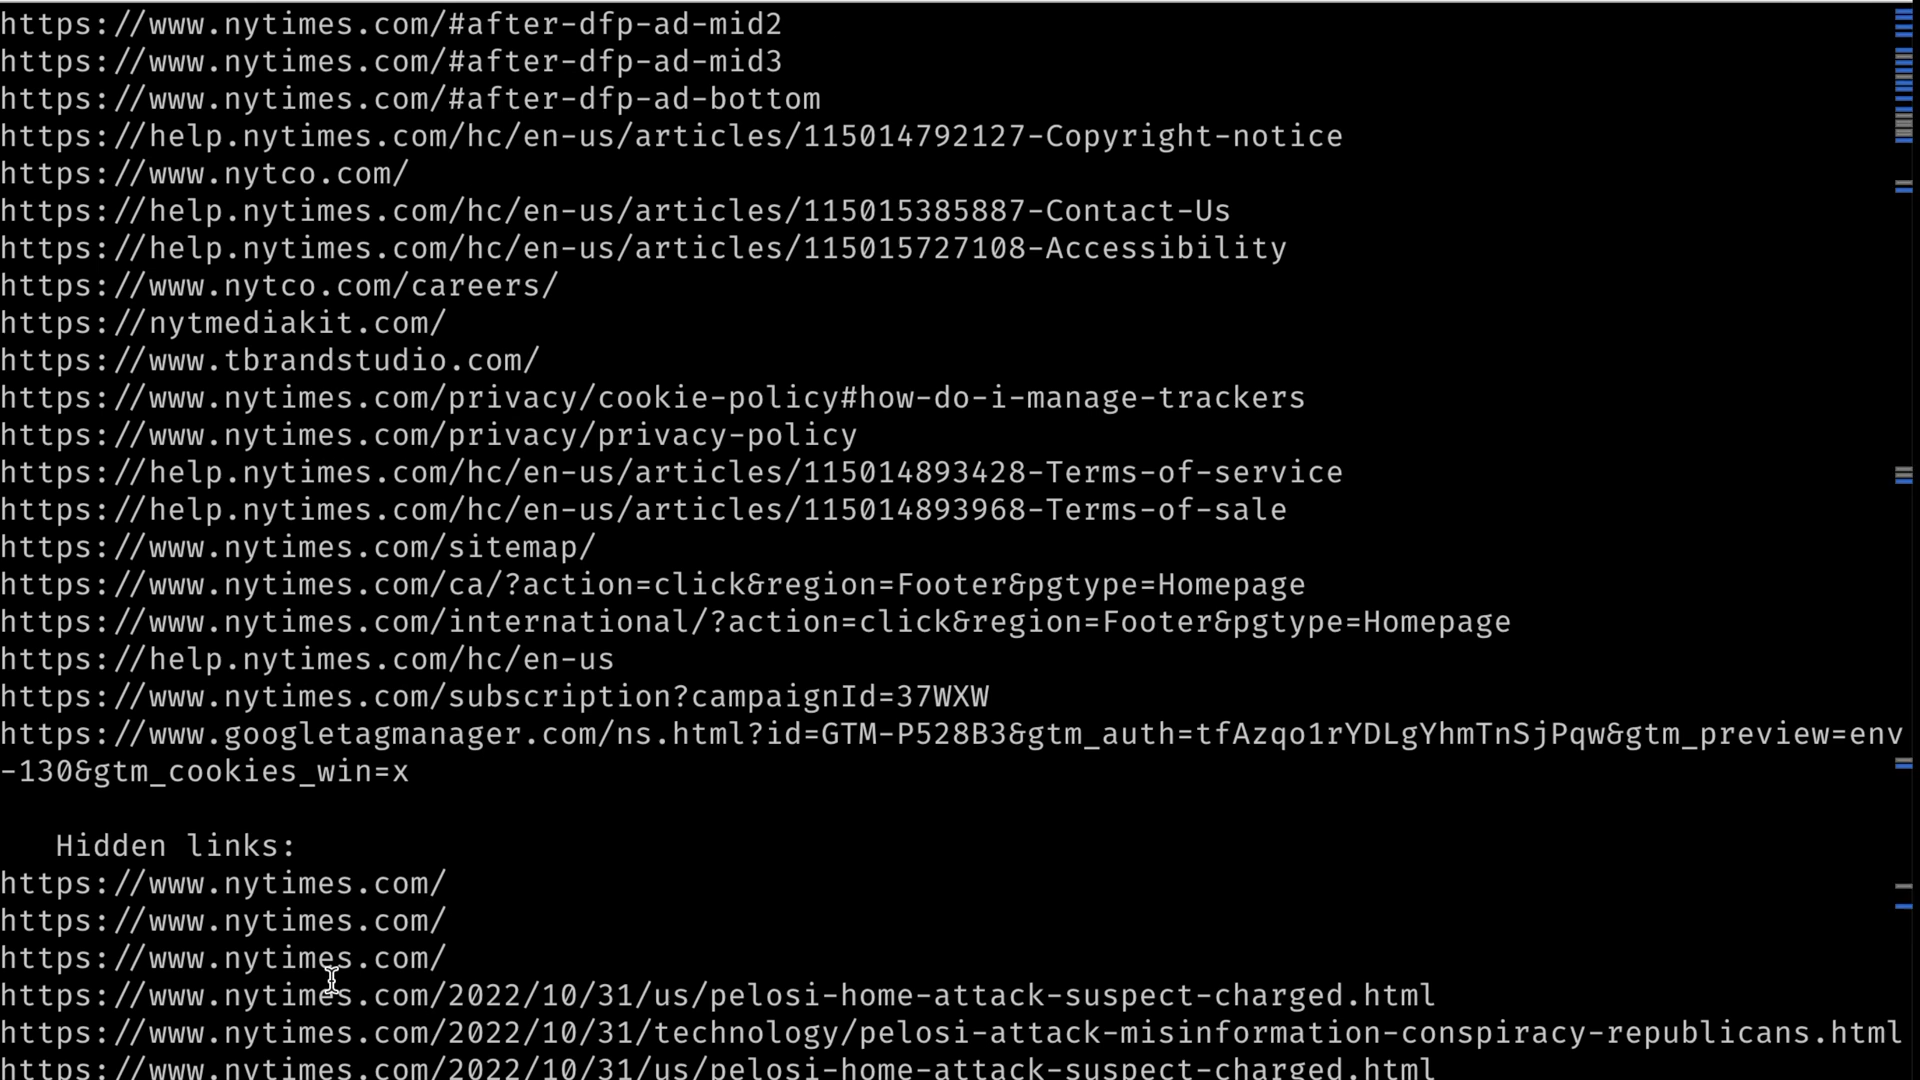 https://www.nytimes.com/#after-dfp-ad-mid2
https://www.nytimes.com/#after-dfp-ad-mid3
https://www.nytimes.com/#after-dfp-ad-bottom
https://help.nytimes.com/hc/en-us/articles/115014792127-Copyright-notice
https://www.nytco.com/
https://help.nytimes.com/hc/en-us/articles/115015385887-Contact-Us
https://help.nytimes.com/hc/en-us/articles/115015727108-Accessibility
https://www.nytco.com/careers/
https://nytmediakit.com/
https://www.tbrandstudio.com/
https://www.nytimes.com/privacy/cookie-policy#how-do-i-manage-trackers
https://www.nytimes.com/privacy/privacy-policy
https://help.nytimes.com/hc/en-us/articles/115014893428-Terms-of-service
https://help.nytimes.com/hc/en-us/articles/115014893968-Terms-of-sale
https://www.nytimes.com/sitemap/
https://www.nytimes.com/ca/?action=click&region=Footer&pgtype=Homepage
https://www.nytimes.com/international/?action=click&region=Footer&pgtype=Homepage
https://help.nytimes.com/hc/en-us
https://www.nytimes.com/subscription?campaignId=37WXW
https://www.googletagmanager.com/ns.html?id=GTM-P528B3&gtm_auth=tfAzqo1rYDLgYhmTnSjPqw&gtm_preview=env
-130&gtm_cookies_win=x
Hidden links:
https://www.nytimes.com/
https://www.nytimes.com/
https://www.nytimes.com/
https://www.nytimes.com/2022/10/31/us/pelosi-home-attack-suspect-charged.html
https://www.nytimes.com/2022/10/31/technology/pelosi-attack-misinformation-conspiracy-republicans.html
https://www.nytimes.com/2022/10/31/us/pelosi-home-attack-suspect-charged.html